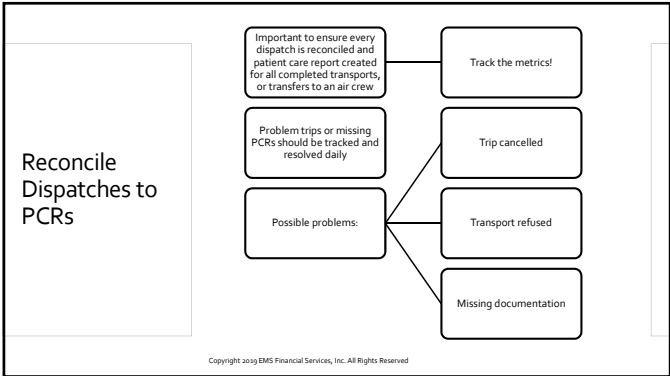 Reconcile
Dispatches to
PCRs
Important to ensure every
dispatch is reconciled and
patient care report created
for all completed transports,
or transfers to an air crew
Track the metrics!
Problem trips or missing
PCRs should be tracked and
resolved daily
Possible problems:
Trip cancelled
Transport refused
Missing documentation
Copyright 2019 EMS Financial Services, Inc. All Rights Reserved